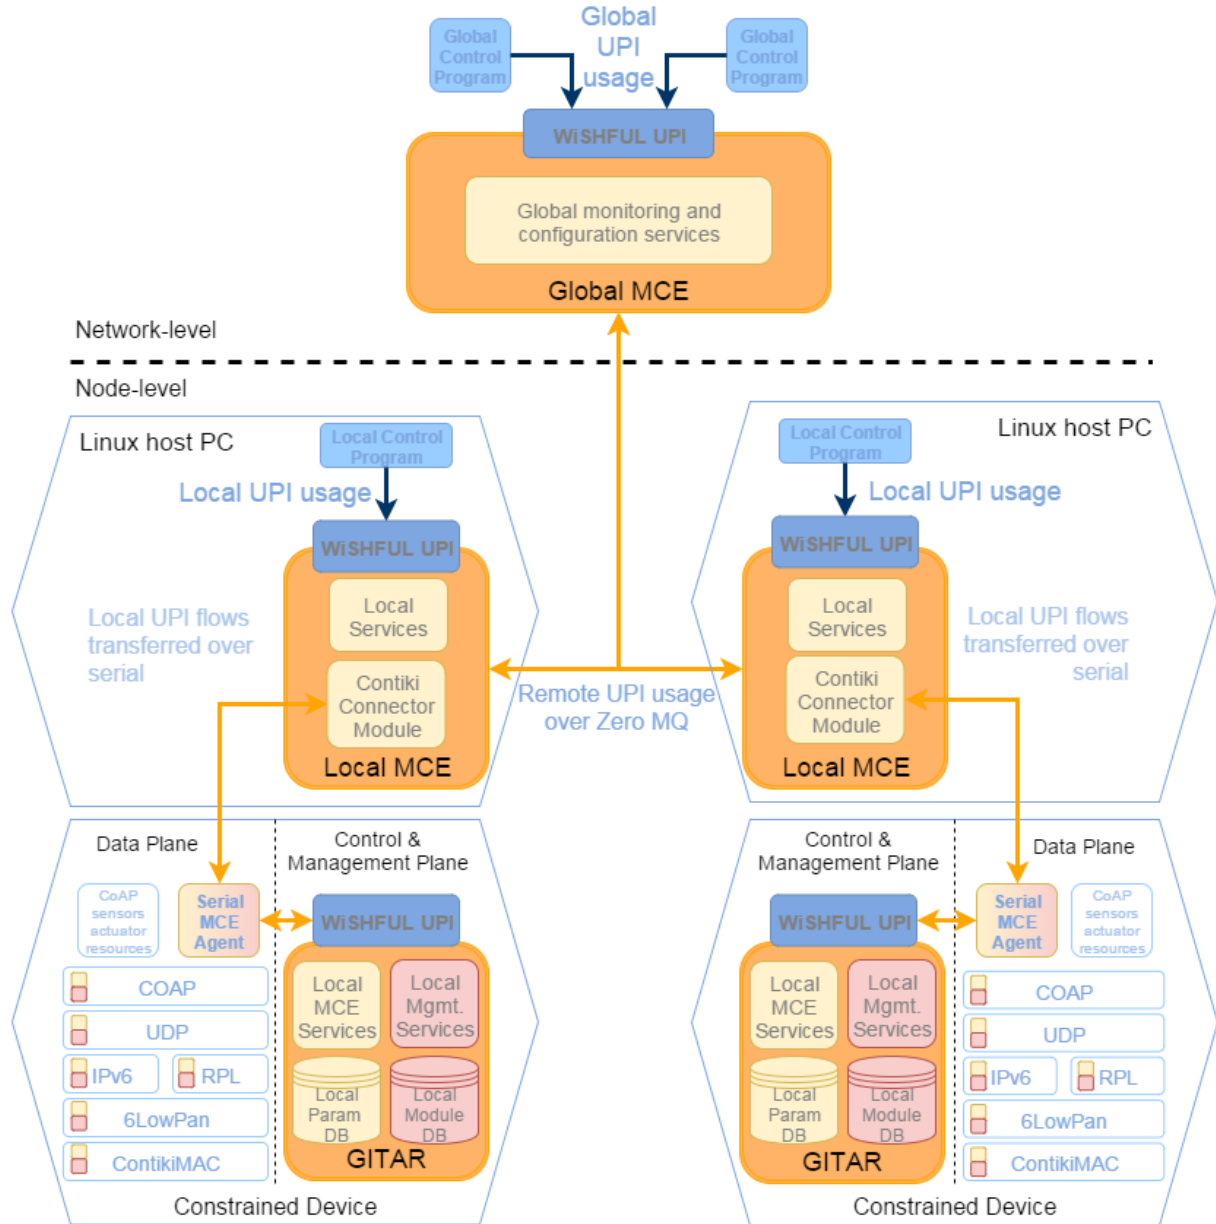 Global
Control
Program
Global
UPI
usage
Global
Control
Program
WiSHFUL UPI
Global monitoring and
configuration services
Global MCE
Network-level
Node-level
Linux host PC
Local Control
Program
Local UPI usage
WiSHFUL UPI
Local
Services
Local UPI flows
transferred over
serial
Contiki
Connector
Module
Local MCE
Remote UPI usage
over Zero MQ
Linux host PC
Local Control
Program
Local UPI usage
WiSHFUL UPI
Local
Services
Local UPI flows
transferred over
serial
Contiki
Connector
Module
Local MCE
Data Plane
Control &
Management Plane
CoAP
sensors
actuator
resources
Serial
MCE
Agent
WiSHFUL UPI
COAP
UDP
IPv6
RPL
6LowPan
ContikiMAC
Local
MCE
Services
Local
Mgmt.
Services
Local
Param
DB
Local
Module
DB
GITAR
Constrained Device
Control &
Management Plane
Data Plane
WiSHFUL UPI
Serial
MCE
Agent
CoAP
sensors
actuator
resources
Local
MCE
Services
Local
Mgmt.
Services
Local
Param
DB
Local
Module
DB
GITAR
COAP
UDP
IPv6
RPL
6LowPan
ContikiMAC
Constrained Device